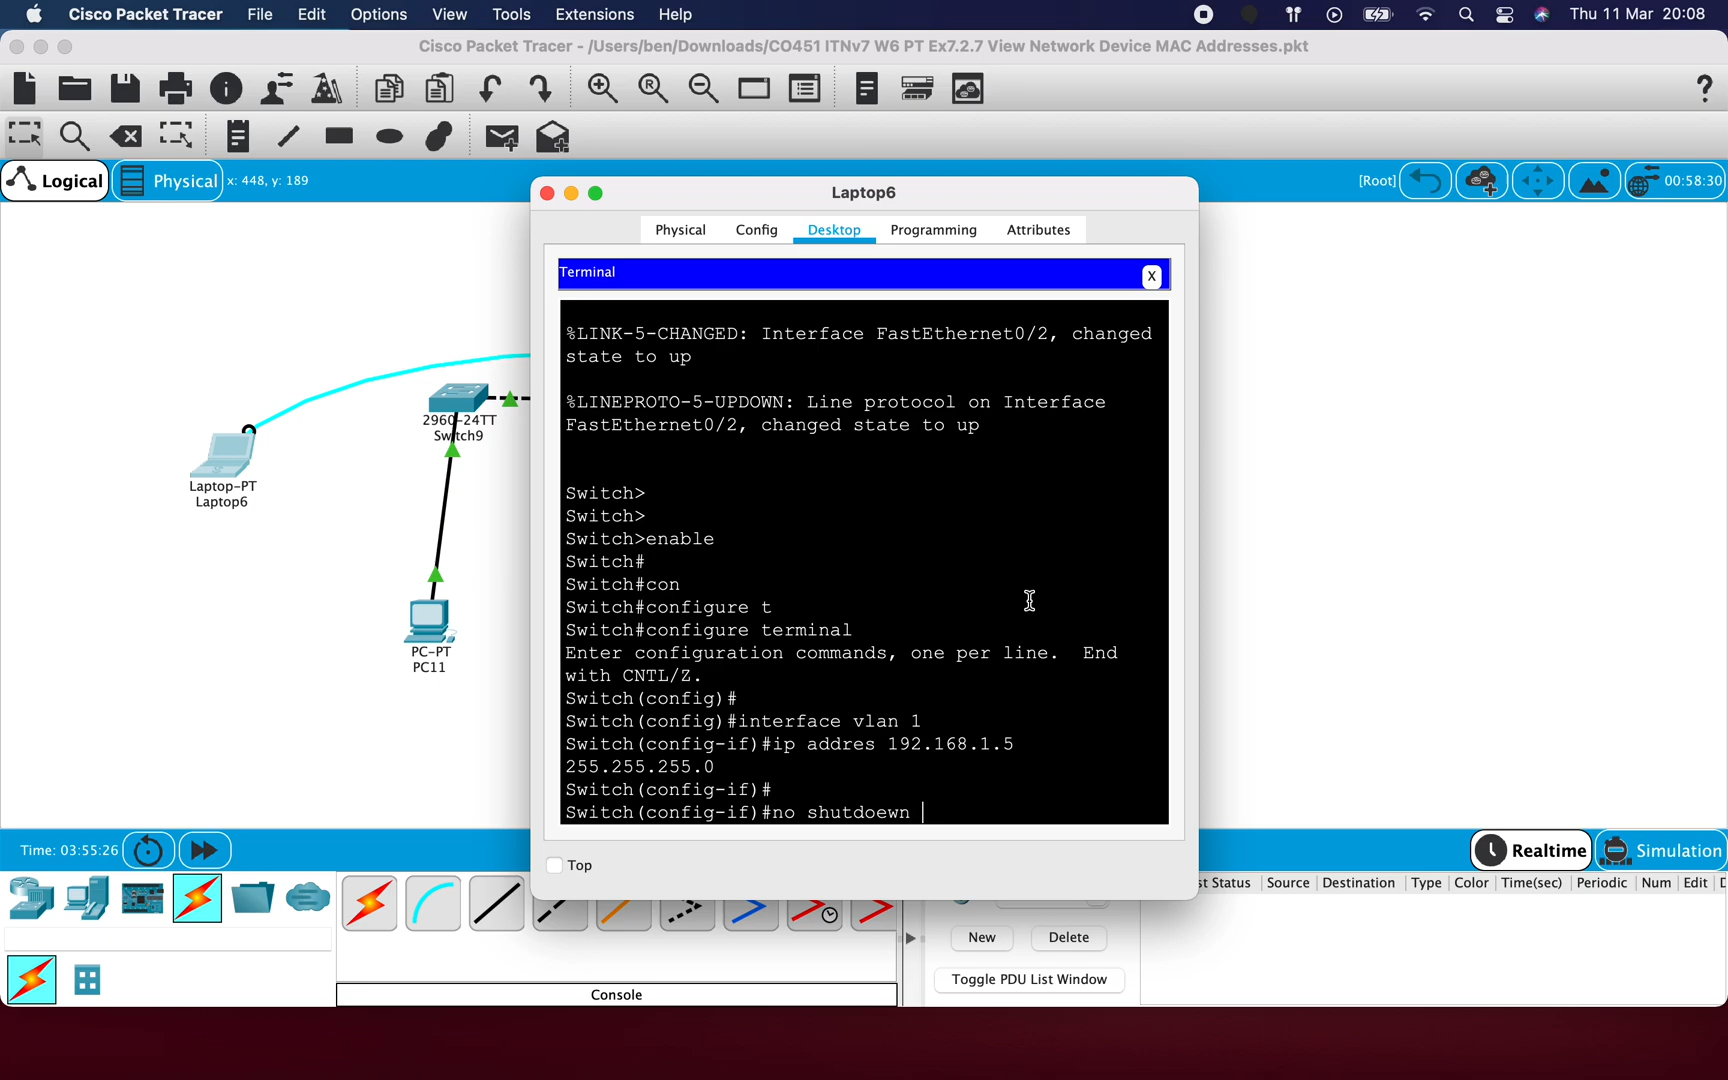 Cisco Packet Tracer File Edit Options View Tools Extensions Help Thu 11 Mar 20:08
Cisco Packet Tracer - /Users/ben/Downloads/CO451 ITNv7 W6 PT Ex7.2.7 View Network Device MAC Addresses.pkt
Logical Physical x: 448, y: 189 [Root] 00:58:30
Laptop6
Physical Config Desktop Programming Attributes
Terminal X
%LINK-5-CHANGED: Interface FastEthernet0/2, changed
state to up
%LINEPROTO-5-UPDOWN: Line protocol on Interface
FastEthernet0/2, changed state to up
Switch>
Switch>
Switch>enable
Switch#
Switch#con
Switch#configure t
Switch#configure terminal
Enter configuration commands, one per line. End
with CNTL/Z.
Switch(config)#
Switch(config)#interface vlan 1
Switch(config-if)#ip addres 192.168.1.5
255.255.255.0
Switch(config-if)#
Switch(config-if)#no shutdoewn
Top
2960-24TT
Switch9
Laptop-PT
Laptop6
PC-PT
PC11
Time: 03:55:26 Realtime Simulation
st Status Source Destination Type Color Time(sec) Periodic Num Edit D
New Delete
Toggle PDU List Window
Console